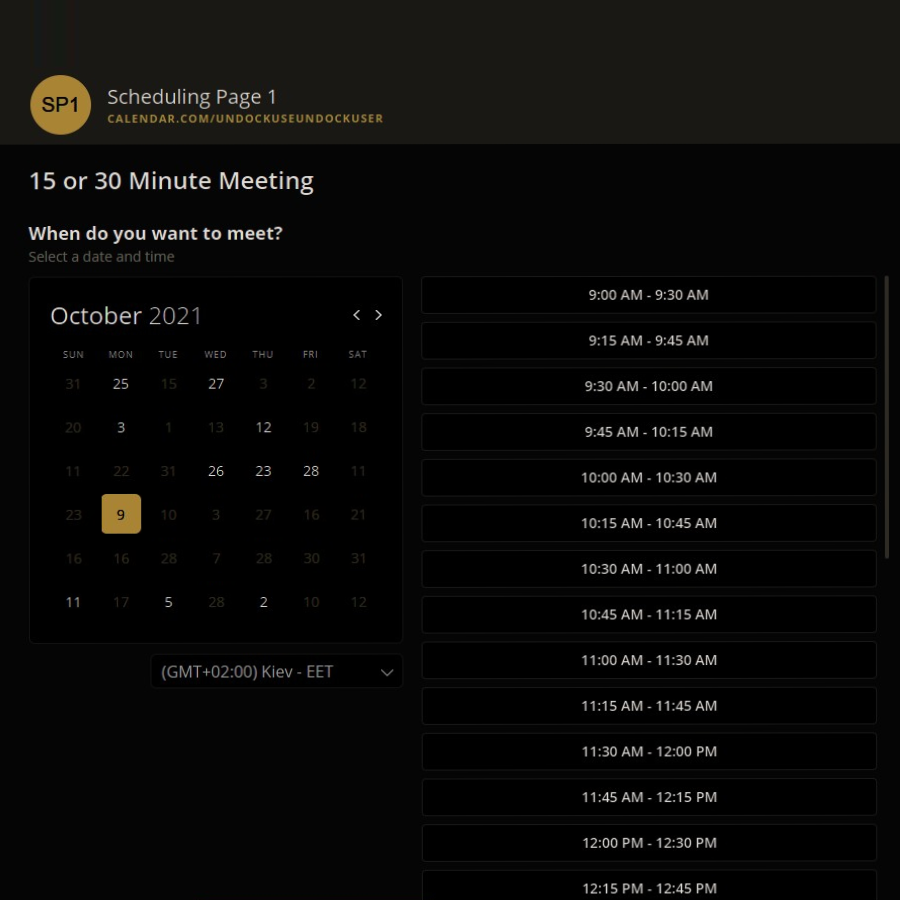 SP1
Scheduling Page 1
CALENDAR.COM/UNDOCKUSEUNDOCKUSER
15 or 30 Minute Meeting
When do you want to meet?
Select a date and time
October 2021
SUN MON TUE WED THU FRI SAT
31 25 15 27 3 2 12
20 3 1 13 12 19 18
11 22 31 26 23 28 11
23 9 10 3 27 16 21
16 16 28 7 28 30 31
11 17 5 28 2 10 12
(GMT+02:00) Kiev - EET
9:00 AM - 9:30 AM
9:15 AM - 9:45 AM
9:30 AM - 10:00 AM
9:45 AM - 10:15 AM
10:00 AM - 10:30 AM
10:15 AM - 10:45 AM
10:30 AM - 11:00 AM
10:45 AM - 11:15 AM
11:00 AM - 11:30 AM
11:15 AM - 11:45 AM
11:30 AM - 12:00 PM
11:45 AM - 12:15 PM
12:00 PM - 12:30 PM
12:15 PM - 12:45 PM